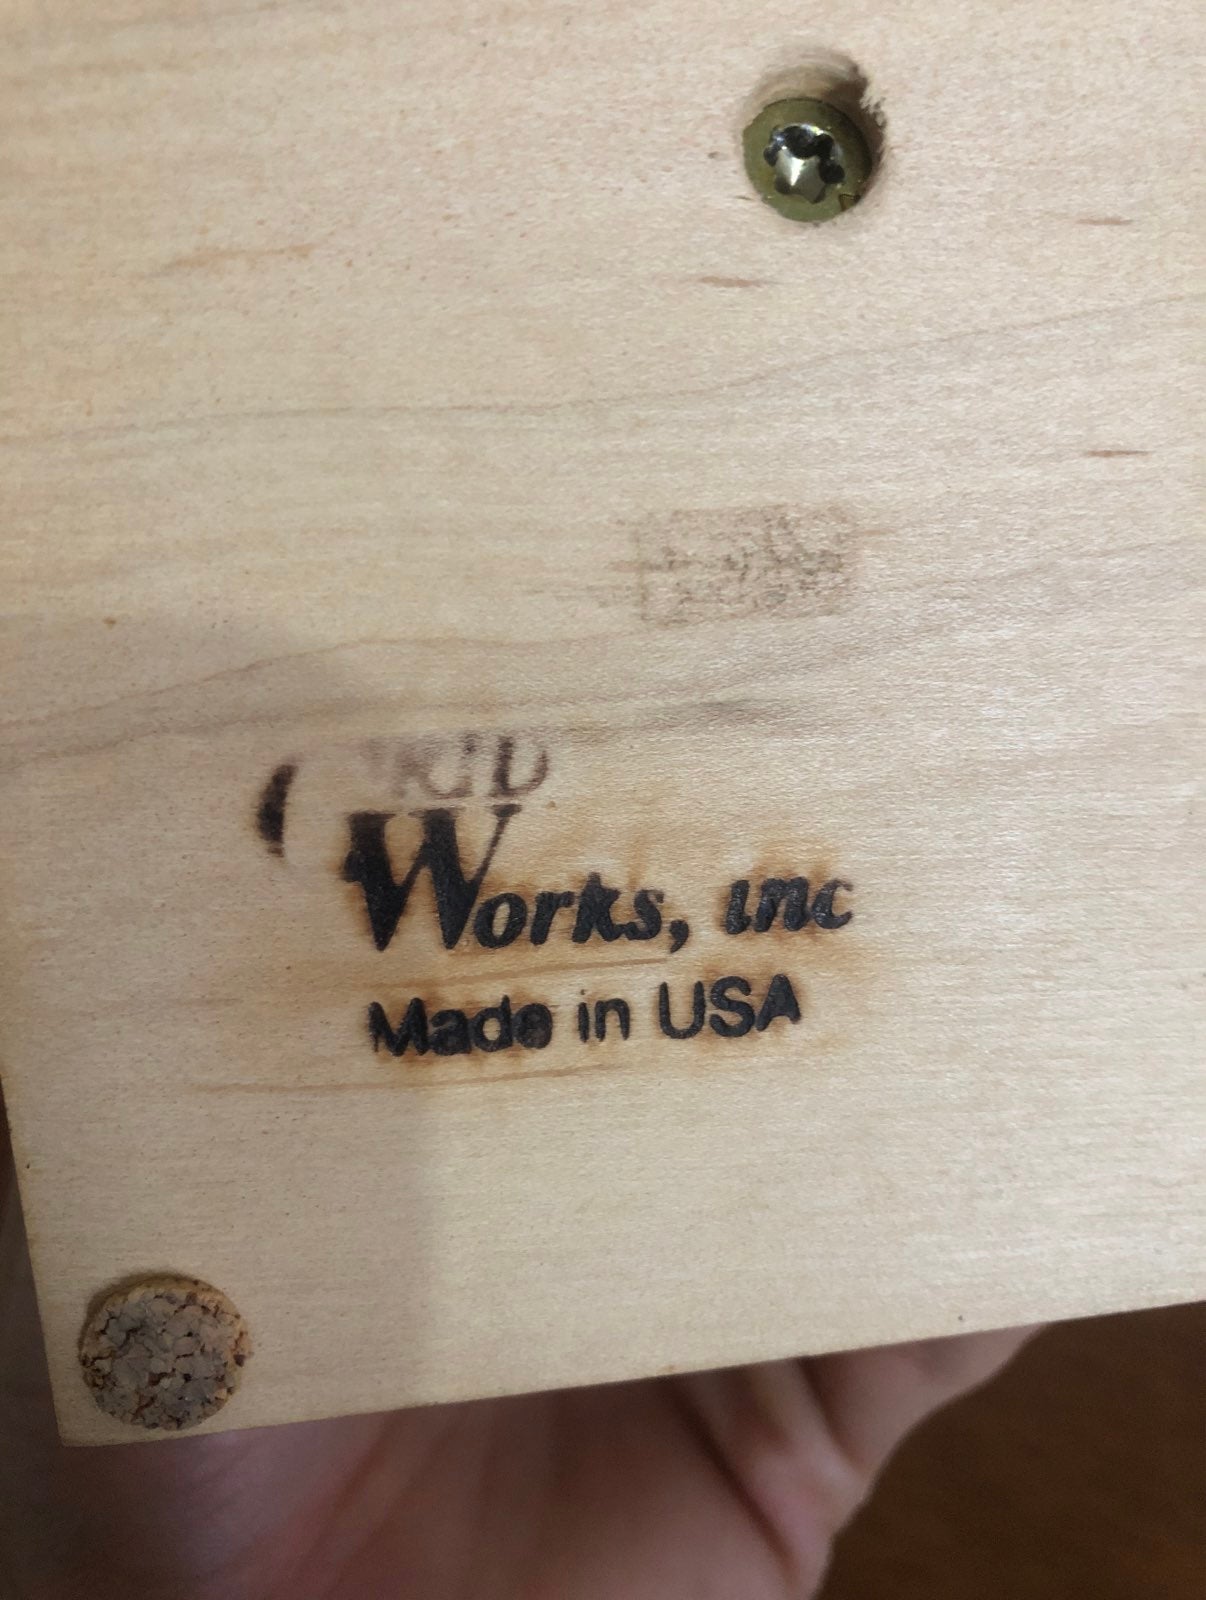 Works, inc
Made in USA